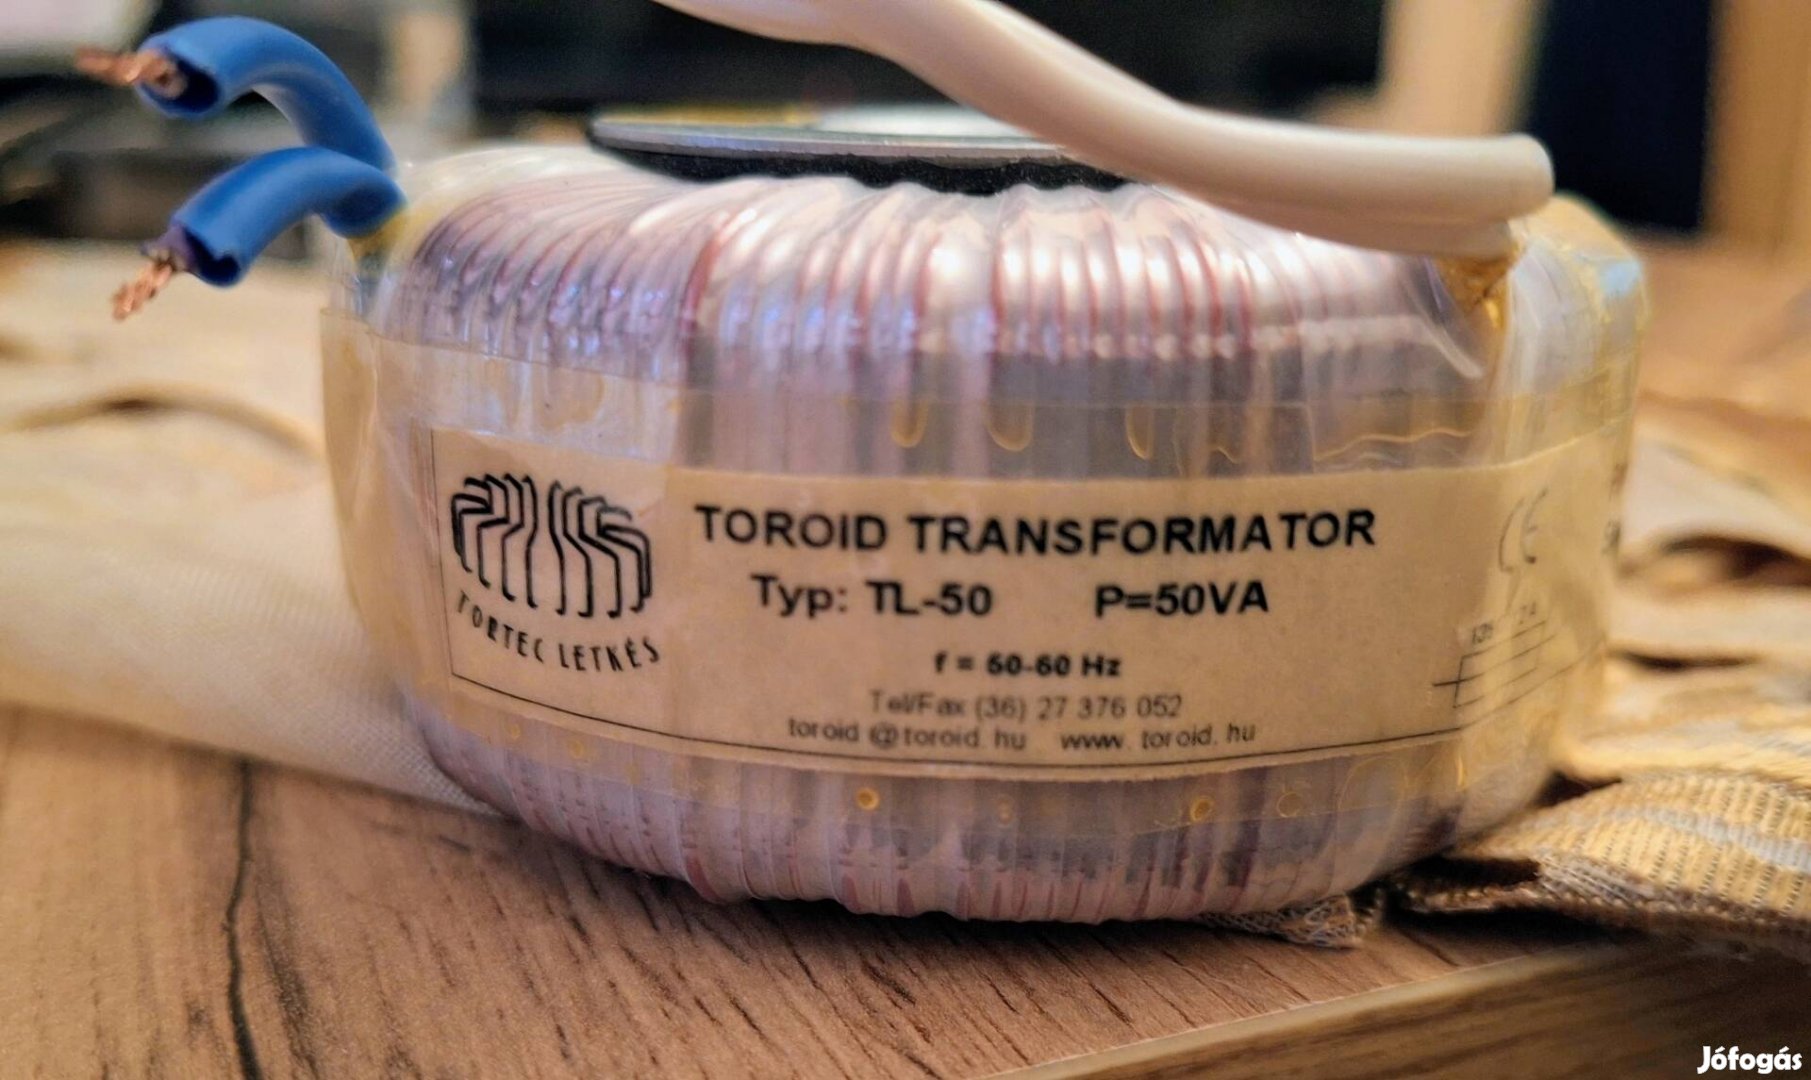 TOROID TRANSFORMATOR
Typ: TL-50 P=50VA
f = 50-60 Hz
Tel/Fax (36) 27 376 052
toroid @ toroid. hu www. toroid. hu
TORTEC LETKÉS
CE
Jófogás